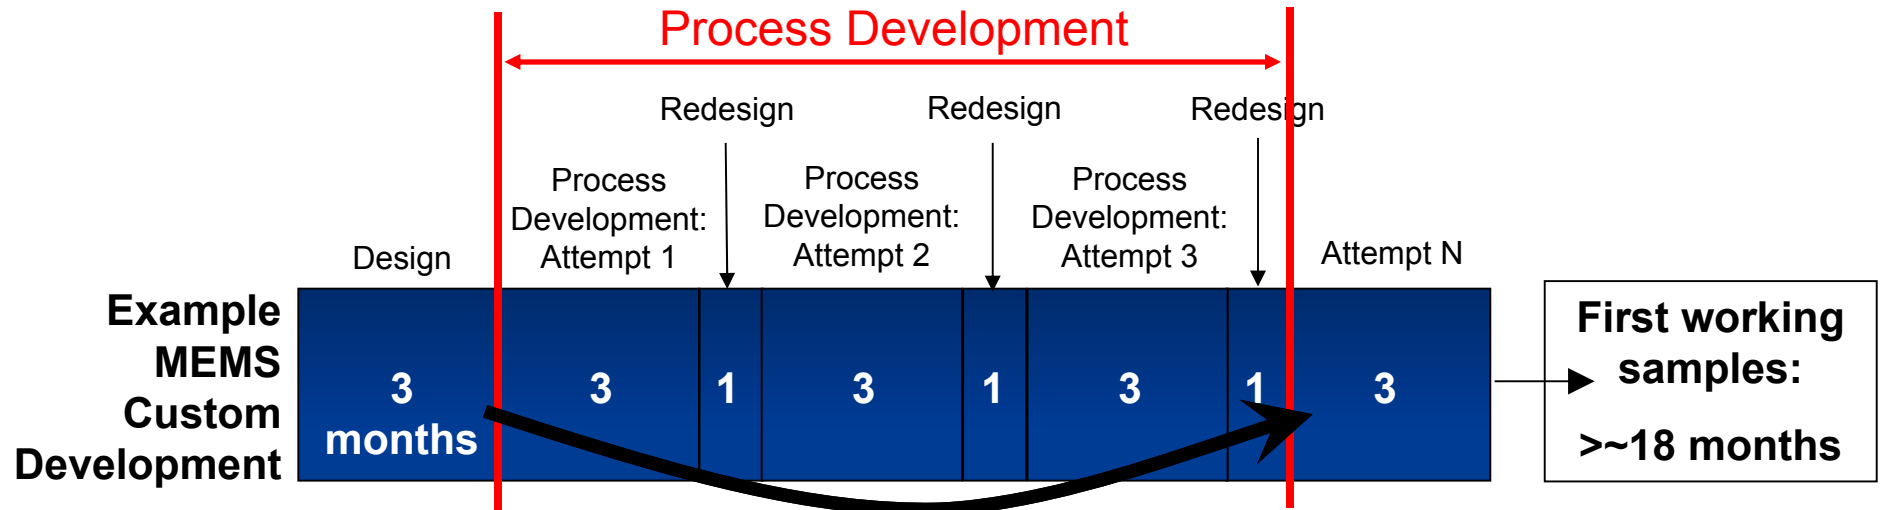 Process Development
Redesign
Redesign
Redesign
Process
Development:
Attempt 1
Process
Development:
Attempt 2
Process
Development:
Attempt 3
Design
Attempt N
Example
MEMS
Custom
Development
3
months
3
1
3
1
3
1
3
First working
samples:
>~18 months